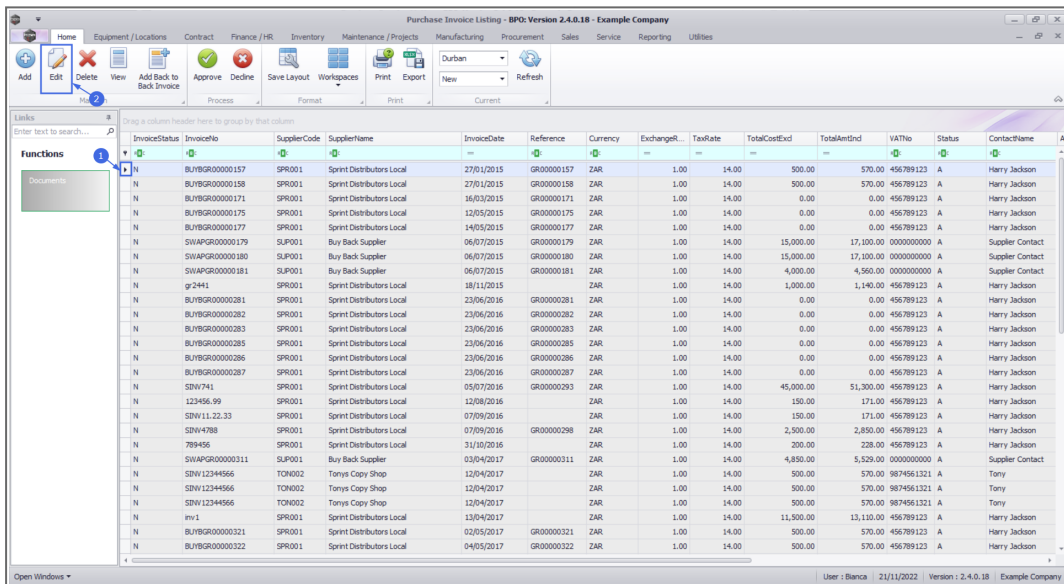 Purchase Invoice Listing - BPO: Version 2.4.0.18 - Example Company
Home Equipment / Locations Contract Finance / HR Inventory Maintenance / Projects Manufacturing Procurement Sales Service Reporting Utilities
Add Edit Delete View Add Back to Back Invoice Approve Decline Save Layout Workspaces Print Export Durban New Refresh
Process Format Print Current
2
Links
Drag a column header here to group by that column
Enter text to search...
InvoiceStatus InvoiceNo SupplierCode SupplierName InvoiceDate Reference Currency ExchangeR... TaxRate TotalCostExcl TotalAmtIncl VATNo Status ContactName A
Functions
1
Documents
N BUYBGR00000157 SPR001 Sprint Distributors Local 27/01/2015 GR00000157 ZAR 1.00 14.00 500.00 570.00 456789123 A Harry Jackson
N BUYBGR00000158 SPR001 Sprint Distributors Local 27/01/2015 GR00000158 ZAR 1.00 14.00 500.00 570.00 456789123 A Harry Jackson
N BUYBGR00000171 SPR001 Sprint Distributors Local 16/03/2015 GR00000171 ZAR 1.00 14.00 0.00 0.00 456789123 A Harry Jackson
N BUYBGR00000175 SPR001 Sprint Distributors Local 12/05/2015 GR00000175 ZAR 1.00 14.00 0.00 0.00 456789123 A Harry Jackson
N BUYBGR00000177 SPR001 Sprint Distributors Local 14/05/2015 GR00000177 ZAR 1.00 14.00 0.00 0.00 456789123 A Harry Jackson
N SWAPGR00000179 SUP001 Buy Back Supplier 06/07/2015 GR00000179 ZAR 1.00 14.00 15,000.00 17,100.00 0000000000 A Supplier Contact
N SWAPGR00000180 SUP001 Buy Back Supplier 06/07/2015 GR00000180 ZAR 1.00 14.00 15,000.00 17,100.00 0000000000 A Supplier Contact
N SWAPGR00000181 SUP001 Buy Back Supplier 06/07/2015 GR00000181 ZAR 1.00 14.00 4,000.00 4,560.00 0000000000 A Supplier Contact
N gr2441 SPR001 Sprint Distributors Local 18/11/2015 ZAR 1.00 14.00 1,000.00 1,140.00 456789123 A Harry Jackson
N BUYBGR00000281 SPR001 Sprint Distributors Local 23/06/2016 GR00000281 ZAR 1.00 14.00 0.00 0.00 456789123 A Harry Jackson
N BUYBGR00000282 SPR001 Sprint Distributors Local 23/06/2016 GR00000282 ZAR 1.00 14.00 0.00 0.00 456789123 A Harry Jackson
N BUYBGR00000283 SPR001 Sprint Distributors Local 23/06/2016 GR00000283 ZAR 1.00 14.00 0.00 0.00 456789123 A Harry Jackson
N BUYBGR00000285 SPR001 Sprint Distributors Local 23/06/2016 GR00000285 ZAR 1.00 14.00 0.00 0.00 456789123 A Harry Jackson
N BUYBGR00000286 SPR001 Sprint Distributors Local 23/06/2016 GR00000286 ZAR 1.00 14.00 0.00 0.00 456789123 A Harry Jackson
N BUYBGR00000287 SPR001 Sprint Distributors Local 23/06/2016 GR00000287 ZAR 1.00 14.00 0.00 0.00 456789123 A Harry Jackson
N SINV741 SPR001 Sprint Distributors Local 05/07/2016 GR00000293 ZAR 1.00 14.00 45,000.00 51,300.00 456789123 A Harry Jackson
N 123456.99 SPR001 Sprint Distributors Local 12/08/2016 ZAR 1.00 14.00 150.00 171.00 456789123 A Harry Jackson
N SINV11.22.33 SPR001 Sprint Distributors Local 07/09/2016 ZAR 1.00 14.00 150.00 171.00 456789123 A Harry Jackson
N SINV4788 SPR001 Sprint Distributors Local 07/09/2016 GR00000298 ZAR 1.00 14.00 2,500.00 2,850.00 456789123 A Harry Jackson
N 789456 SPR001 Sprint Distributors Local 31/10/2016 ZAR 1.00 14.00 200.00 228.00 456789123 A Harry Jackson
N SWAPGR00000311 SUP001 Buy Back Supplier 03/04/2017 GR00000311 ZAR 1.00 14.00 4,850.00 5,529.00 0000000000 A Supplier Contact
N SINV12344566 TON002 Tonys Copy Shop 12/04/2017 ZAR 1.00 14.00 500.00 570.00 9874561321 A Tony
N SINV12344566 TON002 Tonys Copy Shop 12/04/2017 ZAR 1.00 14.00 500.00 570.00 9874561321 A Tony
N SINV12344566 TON002 Tonys Copy Shop 12/04/2017 ZAR 1.00 14.00 500.00 570.00 9874561321 A Tony
N inv1 SPR001 Sprint Distributors Local 13/04/2017 ZAR 1.00 14.00 11,500.00 13,110.00 456789123 A Harry Jackson
N BUYBGR00000321 SPR001 Sprint Distributors Local 02/05/2017 GR00000321 ZAR 1.00 14.00 500.00 570.00 456789123 A Harry Jackson
N BUYBGR00000322 SPR001 Sprint Distributors Local 04/05/2017 GR00000322 ZAR 1.00 14.00 500.00 570.00 456789123 A Harry Jackson
Open Windows User : Bianca 21/11/2022 Version : 2.4.0.18 Example Company